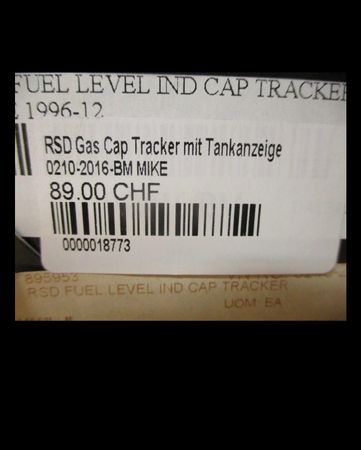 FUEL LEVEL IND CAP TRACKER
1996-12
RSD Gas Cap Tracker mit Tankanzeige
0210-2016-BM MIKE
89.00 CHF
0000018773
895953
RSD FUEL LEVEL IND CAP TRACKER
UOM: EA